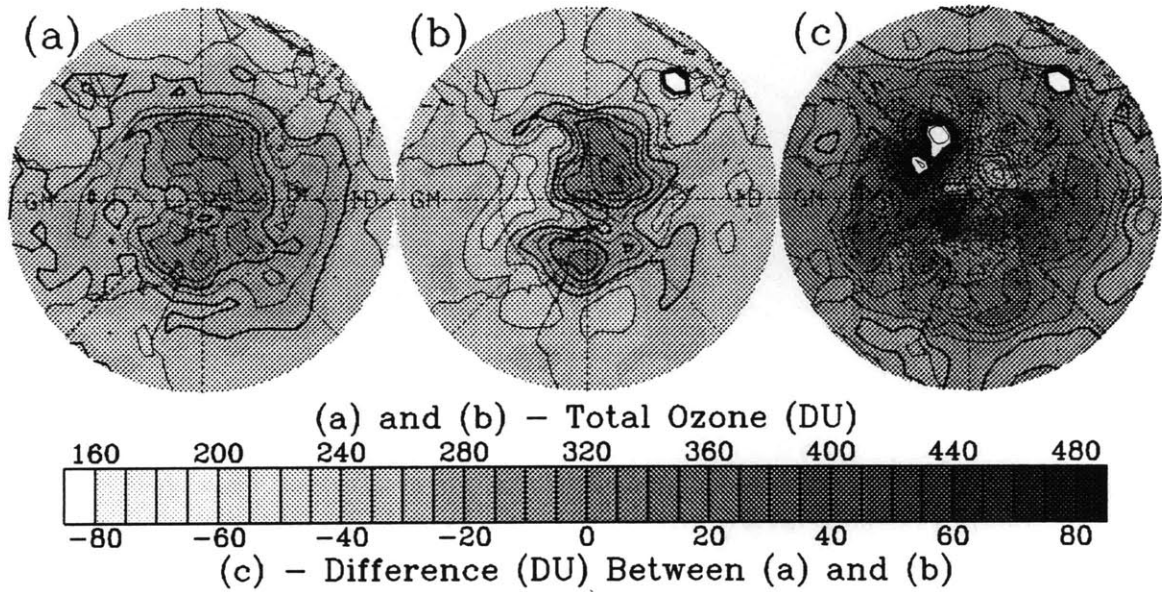 (a) (b) (c)
GM ID GM ID GM
(a) and (b) – Total Ozone (DU)
160 200 240 280 320 360 400 440 480
-80 -60 -40 -20 0 20 40 60 80
(c) – Difference (DU) Between (a) and (b)